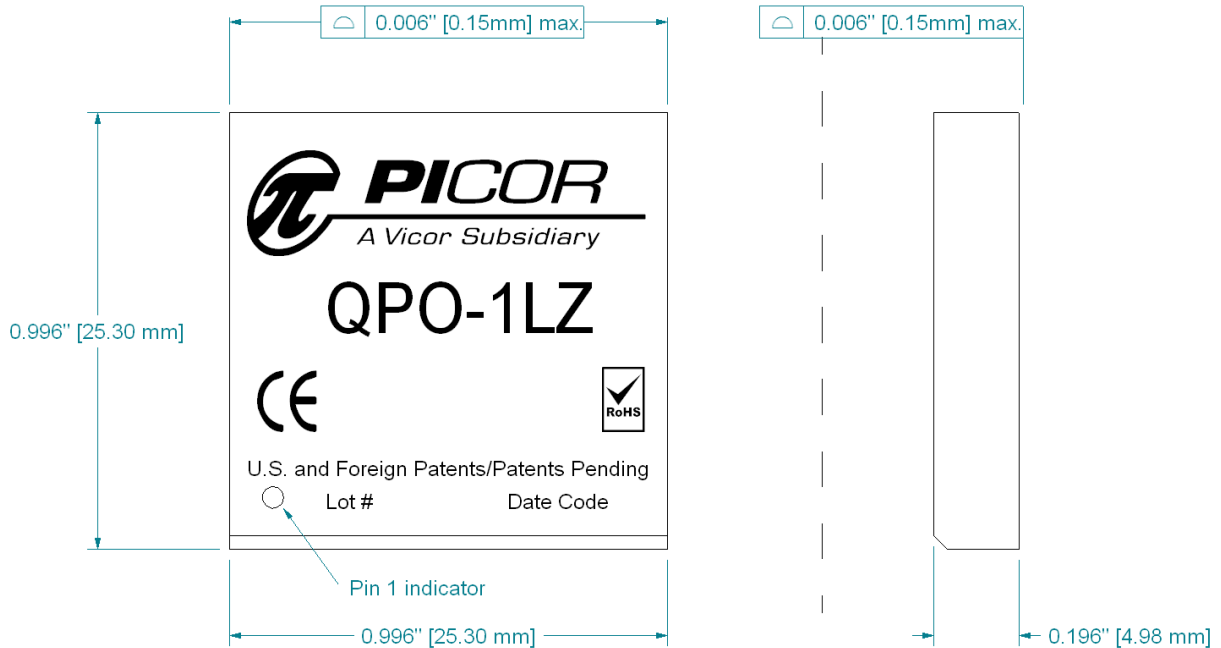 0.006” [0.15mm] max.
0.006” [0.15mm] max.
π PICOR
A Vicor Subsidiary
QPO-1LZ
0.996” [25.30 mm]
CE
RoHS
U.S. and Foreign Patents/Patents Pending
Lot # Date Code
Pin 1 indicator
0.996” [25.30 mm]
0.196” [4.98 mm]